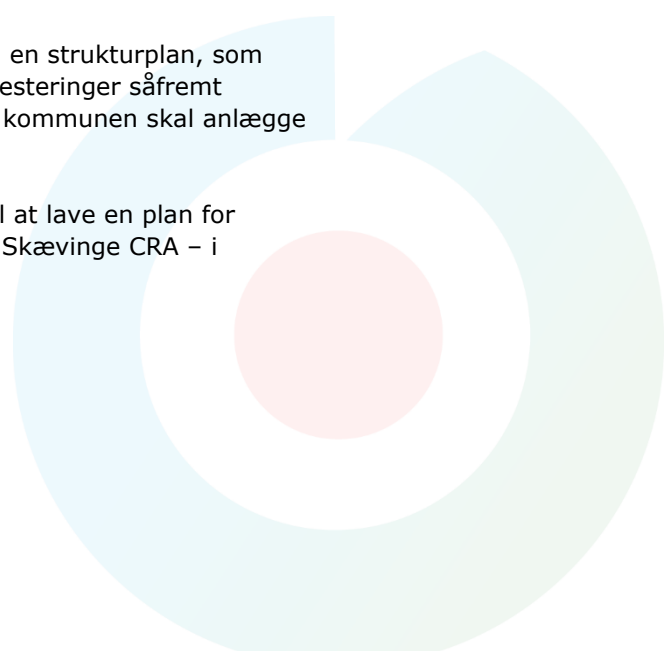 en strukturplan, som
esteringer såfremt
kommunen skal anlægge
l at lave en plan for
Skævinge CRA – i